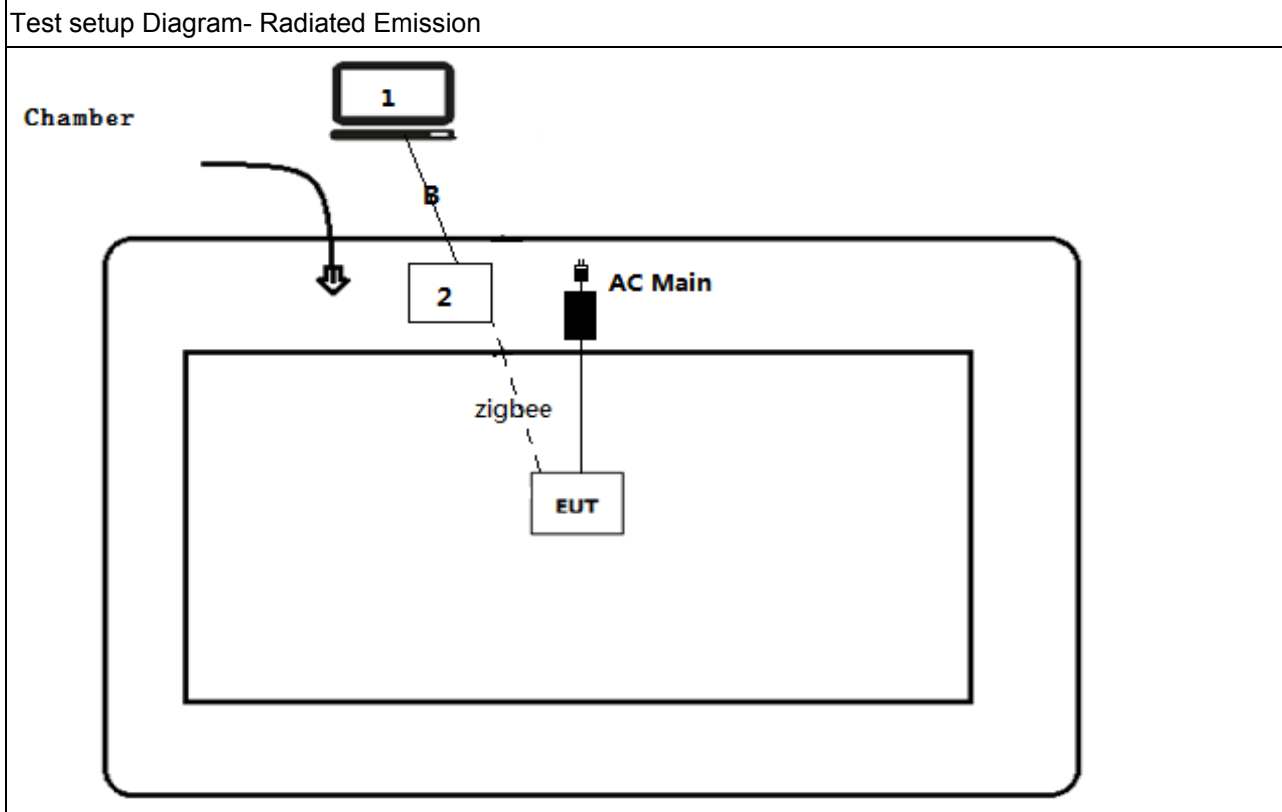 Test setup Diagram- Radiated Emission
Chamber
1
B
2
AC Main
zigbee
EUT